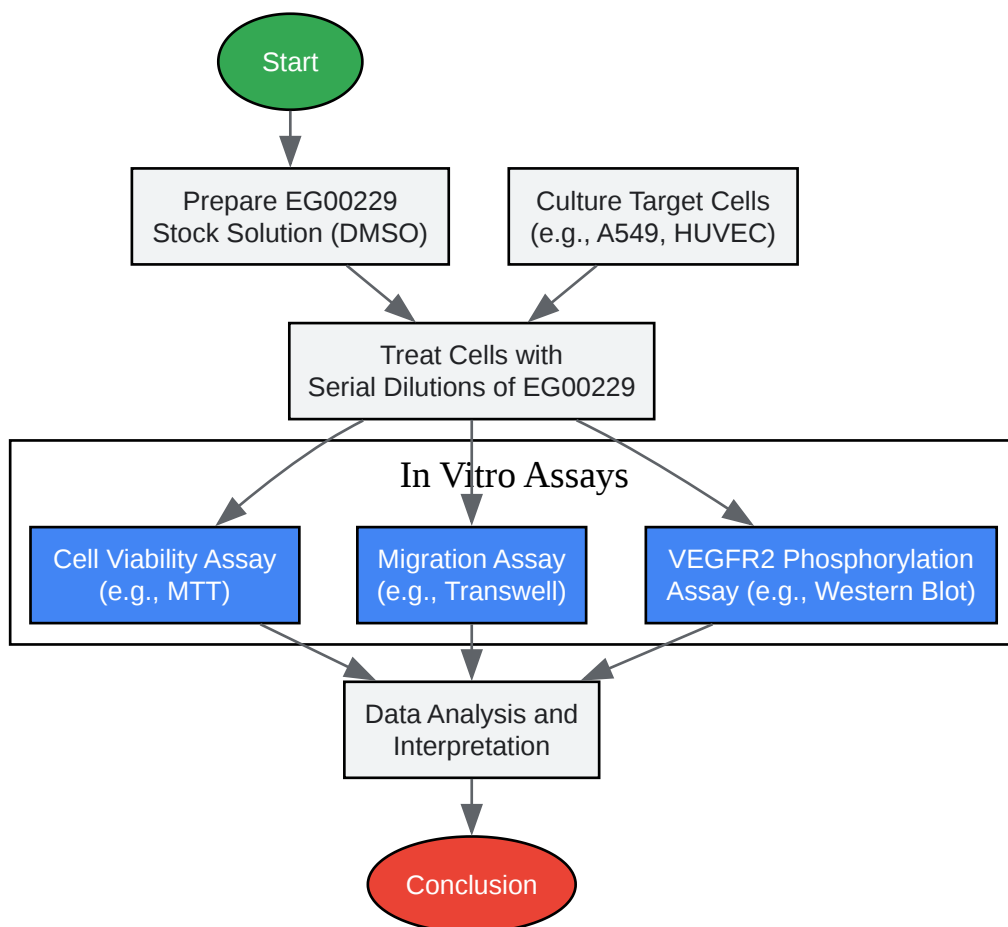 Start
Prepare EG00229
Stock Solution (DMSO)
Culture Target Cells
(e.g., A549, HUVEC)
Treat Cells with
Serial Dilutions of EG00229
In Vitro Assays
Cell Viability Assay
(e.g., MTT)
Migration Assay
(e.g., Transwell)
VEGFR2 Phosphorylation
Assay (e.g., Western Blot)
Data Analysis and
Interpretation
Conclusion